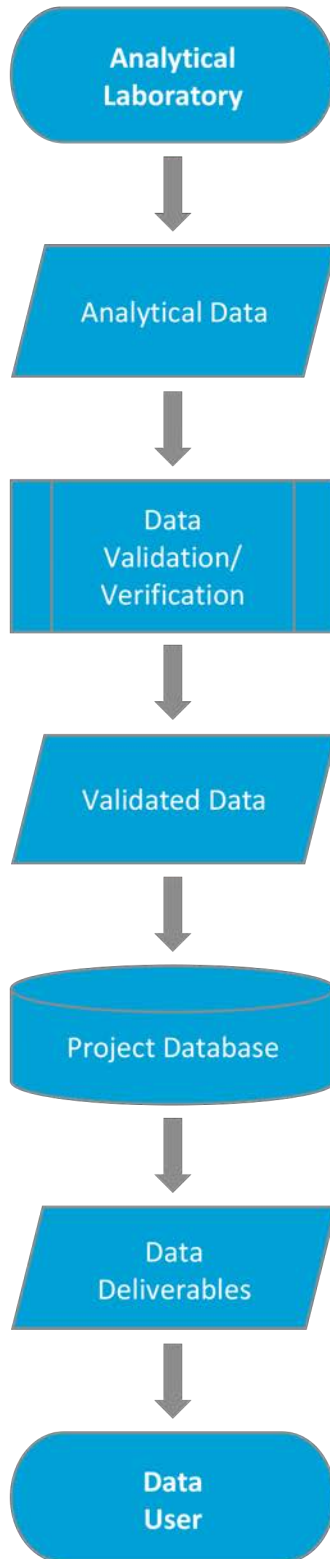 Analytical
Laboratory
Analytical Data
Data
Validation/
Verification
Validated Data
Project Database
Data
Deliverables
Data
User